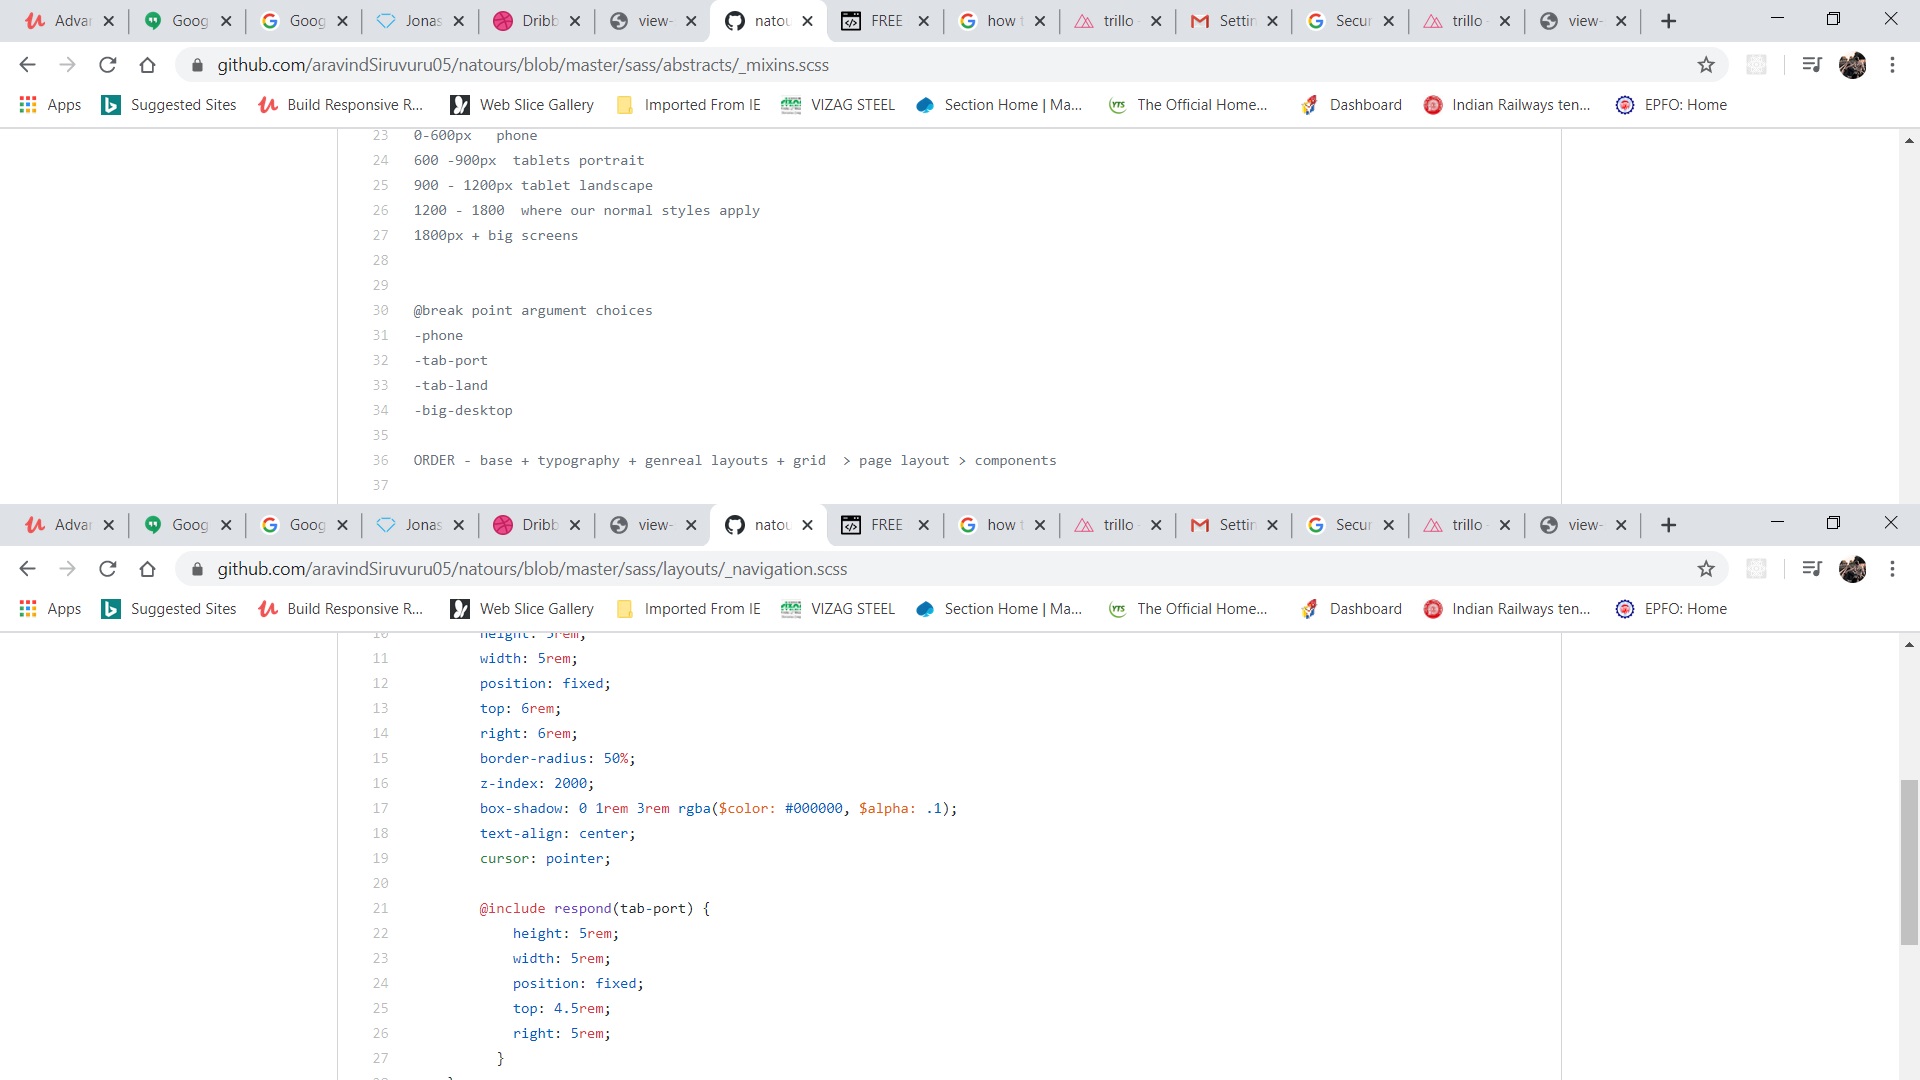 Advan Goog Goog Jonas Dribb view- natou FREE how t trillo - Settin Secur trillo - view-
github.com/aravindSiruvuru05/natours/blob/master/sass/abstracts/_mixins.scss
Apps Suggested Sites Build Responsive R... Web Slice Gallery Imported From IE VIZAG STEEL Section Home | Ma... The Official Home... Dashboard Indian Railways ten... EPFO: Home
23 0-600px phone
24 600 -900px tablets portrait
25 900 - 1200px tablet landscape
26 1200 - 1800 where our normal styles apply
27 1800px + big screens
28
29
30 @break point argument choices
31 -phone
32 -tab-port
33 -tab-land
34 -big-desktop
35
36 ORDER - base + typography + genreal layouts + grid > page layout > components
37
Advan Goog Goog Jonas Dribb view- natou FREE how t trillo - Settin Secur trillo - view-
github.com/aravindSiruvuru05/natours/blob/master/sass/layouts/_navigation.scss
Apps Suggested Sites Build Responsive R... Web Slice Gallery Imported From IE VIZAG STEEL Section Home | Ma... The Official Home... Dashboard Indian Railways ten... EPFO: Home
10 height: 5rem;
11 width: 5rem;
12 position: fixed;
13 top: 6rem;
14 right: 6rem;
15 border-radius: 50%;
16 z-index: 2000;
17 box-shadow: 0 1rem 3rem rgba($color: #000000, $alpha: .1);
18 text-align: center;
19 cursor: pointer;
20
21 @include respond(tab-port) {
22 height: 5rem;
23 width: 5rem;
24 position: fixed;
25 top: 4.5rem;
26 right: 5rem;
27 }